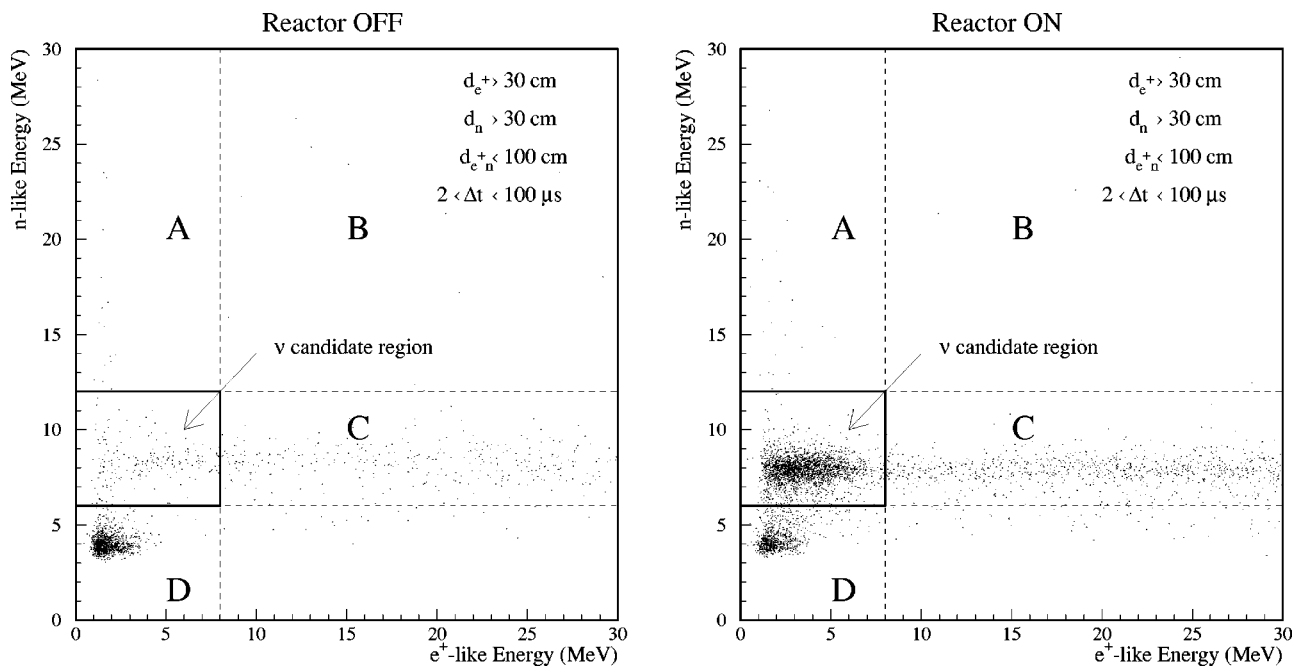 Reactor OFF
n-like Energy (MeV)
30
25
20
15
10
5
0
d_e+ › 30 cm
d_n › 30 cm
d_e+n ‹ 100 cm
2 ‹ Δt ‹ 100 μs
A
B
ν candidate region
C
D
0 5 10 15 20 25 30
e⁺-like Energy (MeV)
Reactor ON
n-like Energy (MeV)
30
25
20
15
10
5
0
d_e+ › 30 cm
d_n › 30 cm
d_e+n ‹ 100 cm
2 ‹ Δt ‹ 100 μs
A
B
ν candidate region
C
D
0 5 10 15 20 25 30
e⁺-like Energy (MeV)